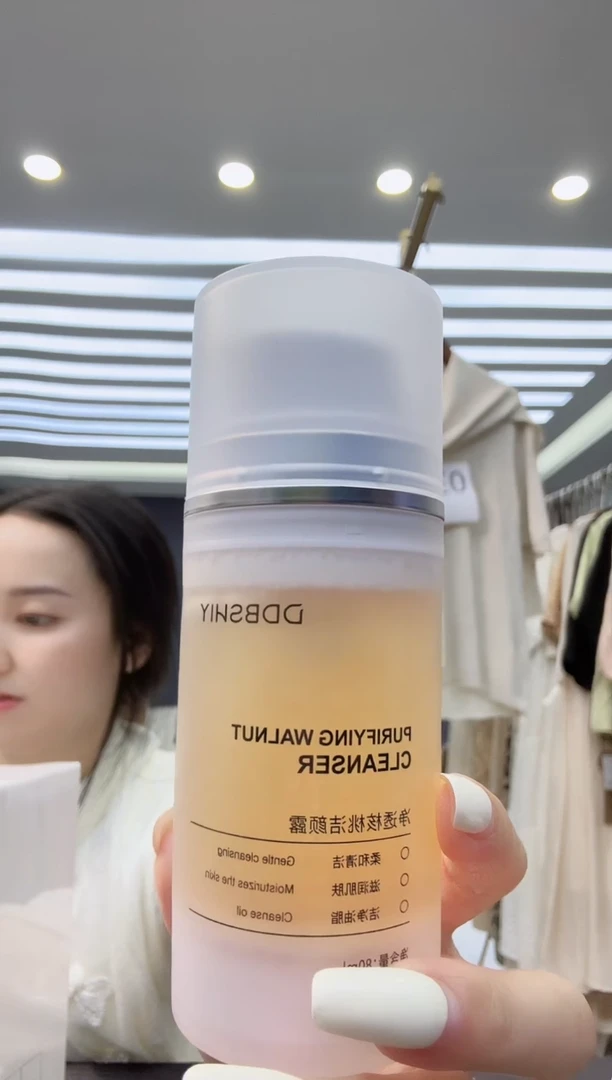 DDBSHIY
PURIFYING WALNUT
CLEANSER
净透核桃洁颜露
柔和清洁 Gentle cleansing
滋润肌肤 Moisturizes the skin
洁净油脂 Cleanse oil
净含量:80ml